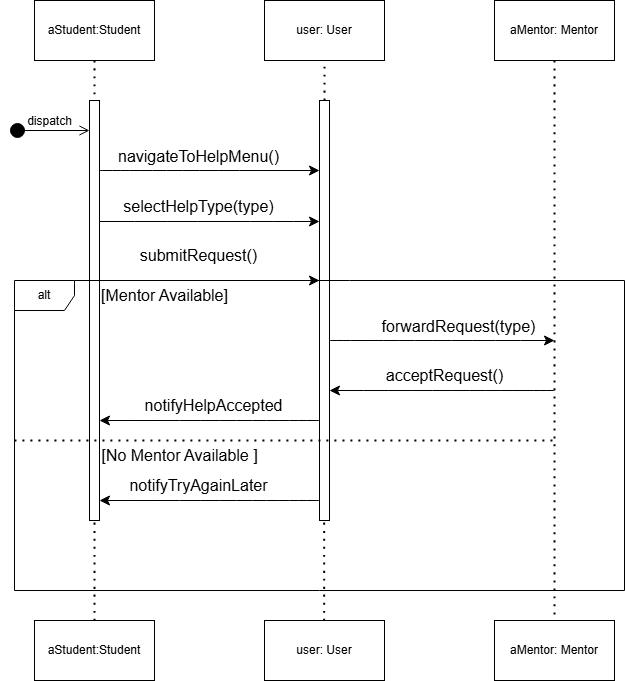 aStudent:Student
user: User
aMentor: Mentor
dispatch
navigateToHelpMenu()
selectHelpType(type)
submitRequest()
alt
[Mentor Available]
forwardRequest(type)
acceptRequest()
notifyHelpAccepted
[No Mentor Available ]
notifyTryAgainLater
aStudent:Student
user: User
aMentor: Mentor